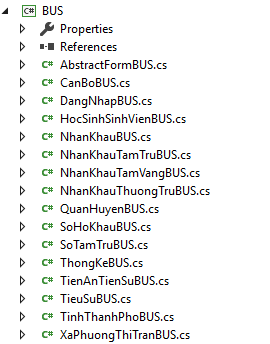 C# BUS
Properties
References
C# AbstractFormBUS.cs
C# CanBoBUS.cs
C# DangNhapBUS.cs
C# HocSinhSinhVienBUS.cs
C# NhanKhauBUS.cs
C# NhanKhauTamTruBUS.cs
C# NhanKhauTamVangBUS.cs
C# NhanKhauThuongTruBUS.cs
C# QuanHuyenBUS.cs
C# SoHoKhauBUS.cs
C# SoTamTruBUS.cs
C# ThongKeBUS.cs
C# TienAnTienSuBUS.cs
C# TieuSuBUS.cs
C# TinhThanhPhoBUS.cs
C# XaPhuongThiTranBUS.cs